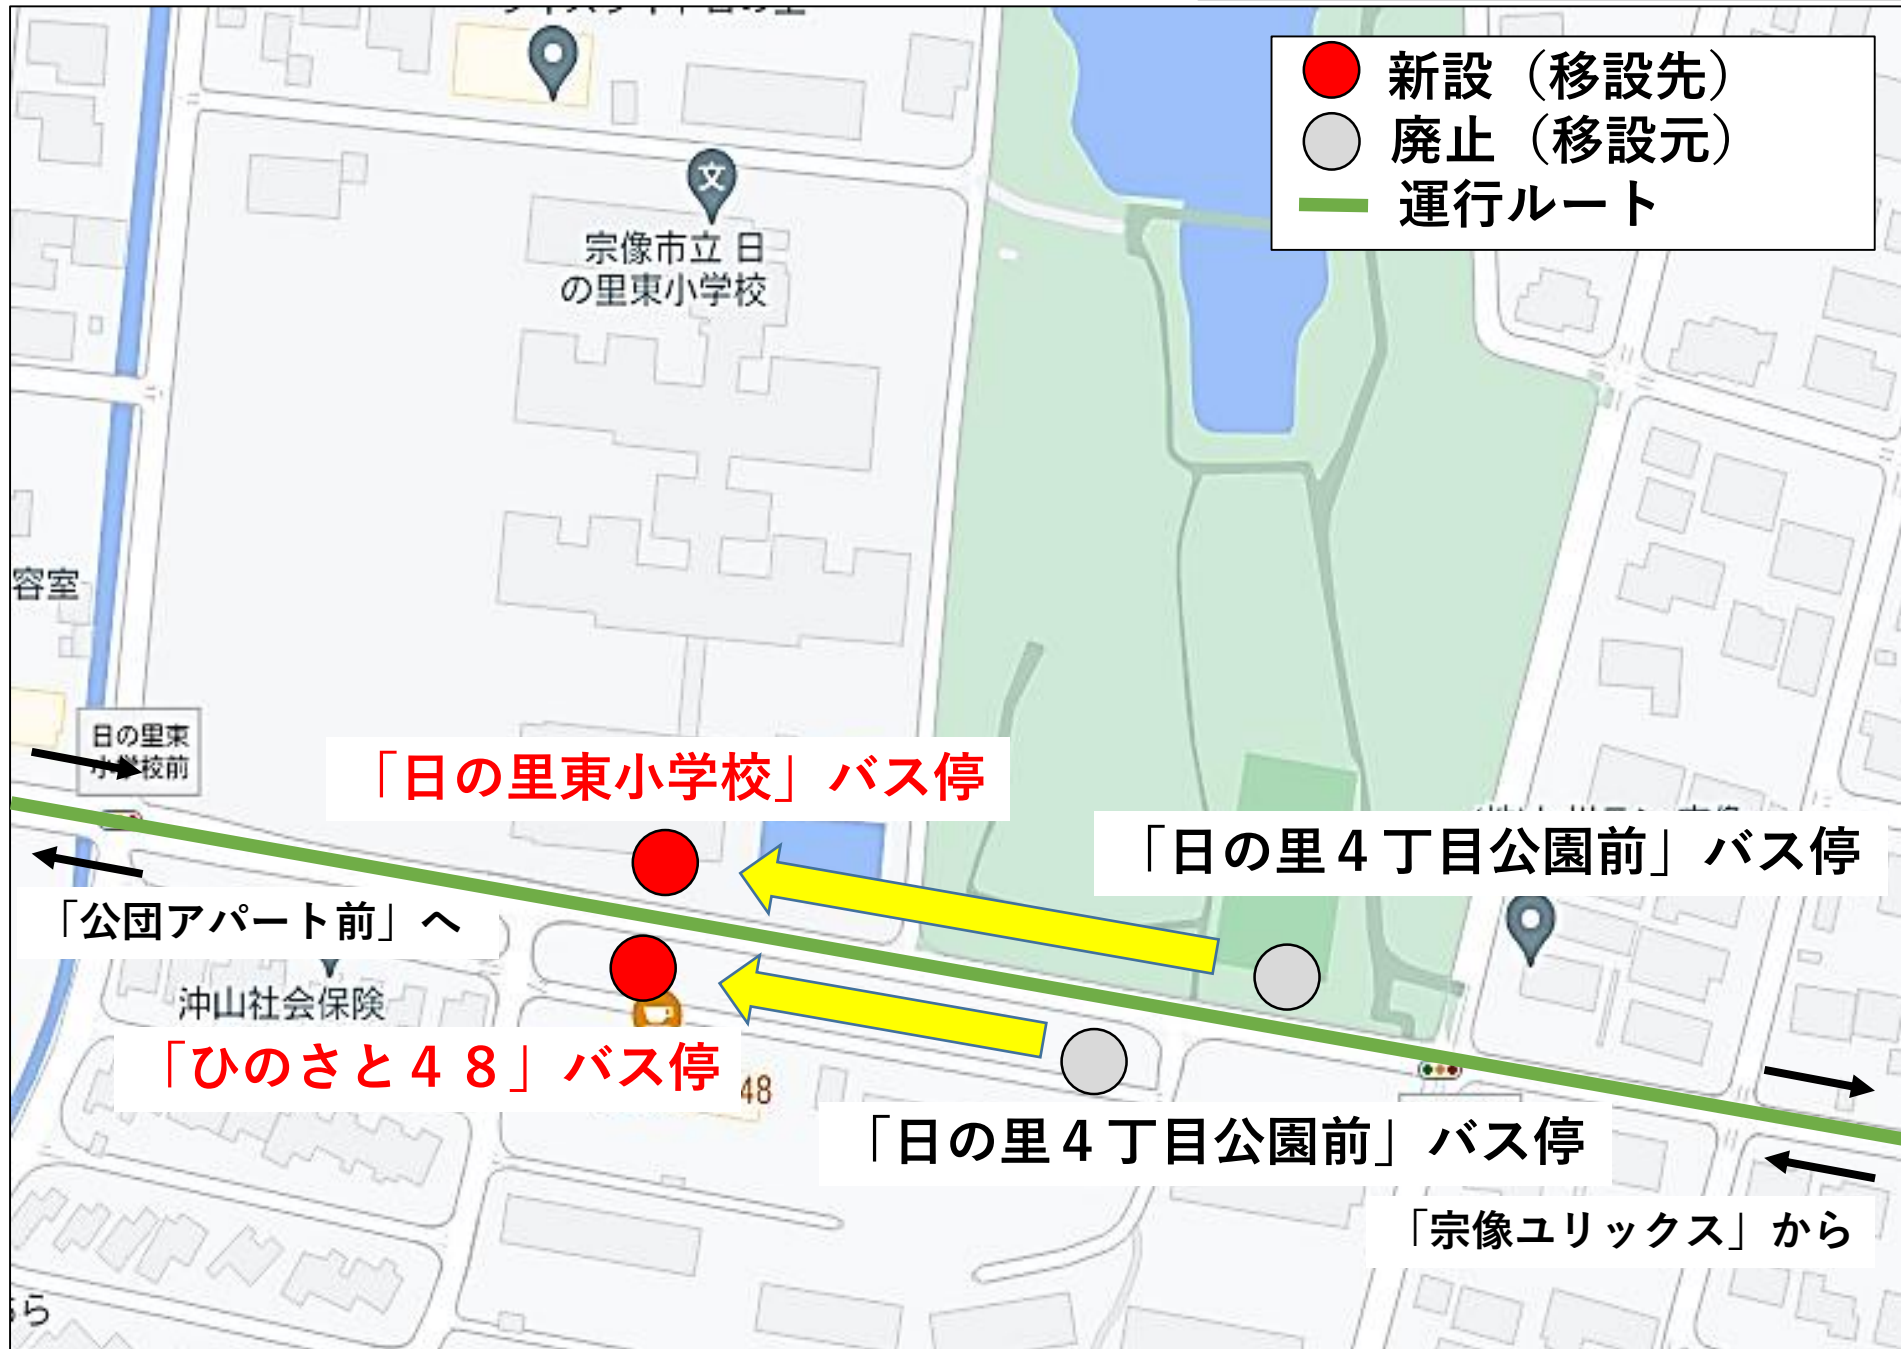 新設（移設先）
廃止（移設元）
運行ルート
文
宗像市立 日
の里東小学校
容室
日の里東
小学校前
「日の里東小学校」バス停
「日の里４丁目公園前」バス停
「公団アパート前」へ
沖山社会保険
「ひのさと４８」バス停
48
「日の里４丁目公園前」バス停
「宗像ユリックス」から
ら